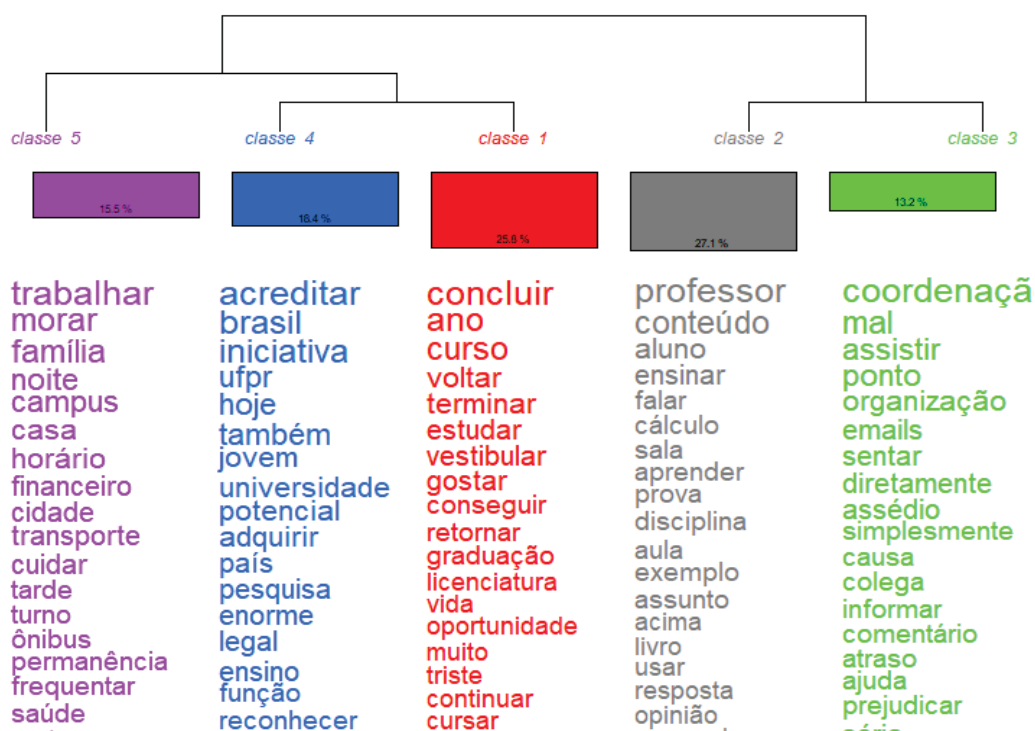 classe 5 classe 4 classe 1 classe 2 classe 3
15.5 % 18.4 % 25.6 % 27.1 % 13.2 %
trabalhar
morar
família
noite
campus
casa
horário
financeiro
cidade
transporte
cuidar
tarde
turno
ônibus
permanência
frequentar
saúde
acreditar
brasil
iniciativa
ufpr
hoje
também
jovem
universidade
potencial
adquirir
país
pesquisa
enorme
legal
ensino
função
reconhecer
concluir
ano
curso
voltar
terminar
estudar
vestibular
gostar
conseguir
retornar
graduação
licenciatura
vida
oportunidade
muito
triste
continuar
cursar
professor
conteúdo
aluno
ensinar
falar
cálculo
sala
aprender
prova
disciplina
aula
exemplo
assunto
acima
livro
usar
resposta
opinião
coordenaçã
mal
assistir
ponto
organização
emails
sentar
diretamente
assédio
simplesmente
causa
colega
informar
comentário
atraso
ajuda
prejudicar